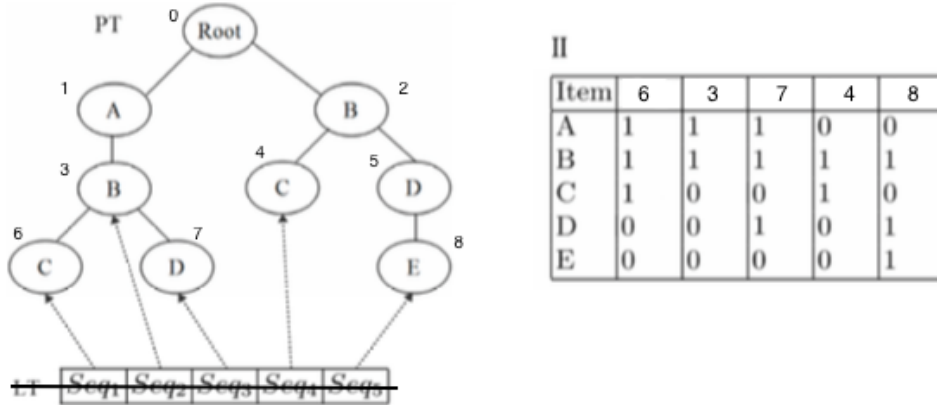 PT
0
Root
1
A
2
B
3
B
4
C
5
D
6
C
7
D
8
E
LT Seq1 Seq2 Seq3 Seq4 Seq5
II
Item 6 3 7 4 8
A 1 1 1 0 0
B 1 1 1 1 1
C 1 0 0 1 0
D 0 0 1 0 1
E 0 0 0 0 1